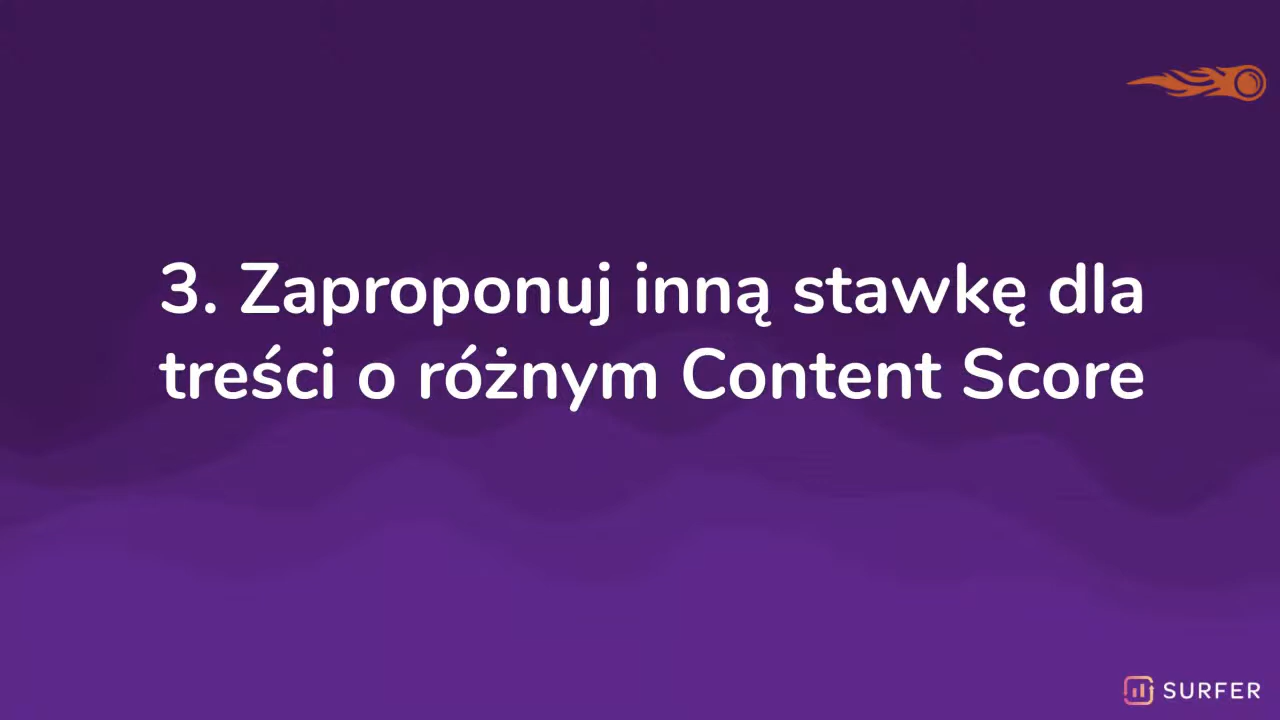 3. Zaproponuj inną stawkę dla
treści o różnym Content Score
SURFER